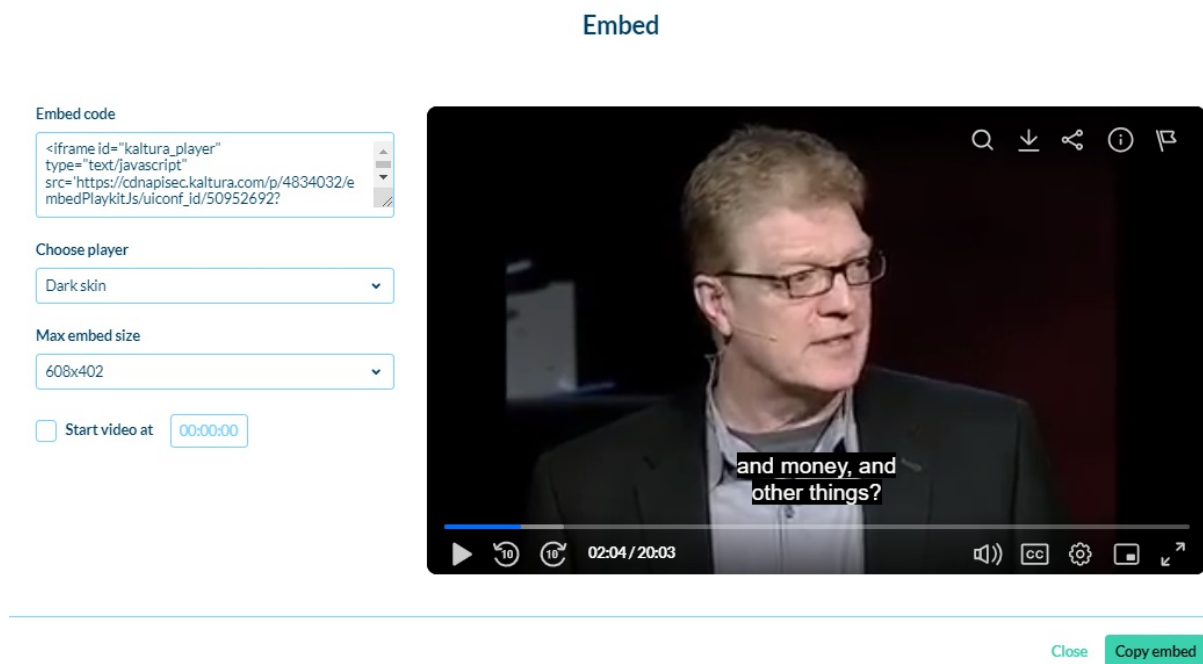 Embed
Embed code
<iframe id="kaltura_player"
type="text/javascript"
src='https://cdnapisec.kaltura.com/p/4834032/e
mbedPlaykitJs/uiconf_id/50952692?
Choose player
Dark skin
Max embed size
608x402
Start video at 00:00:00
and money, and
other things?
10 10 02:04 / 20:03 CC
Close Copy embed